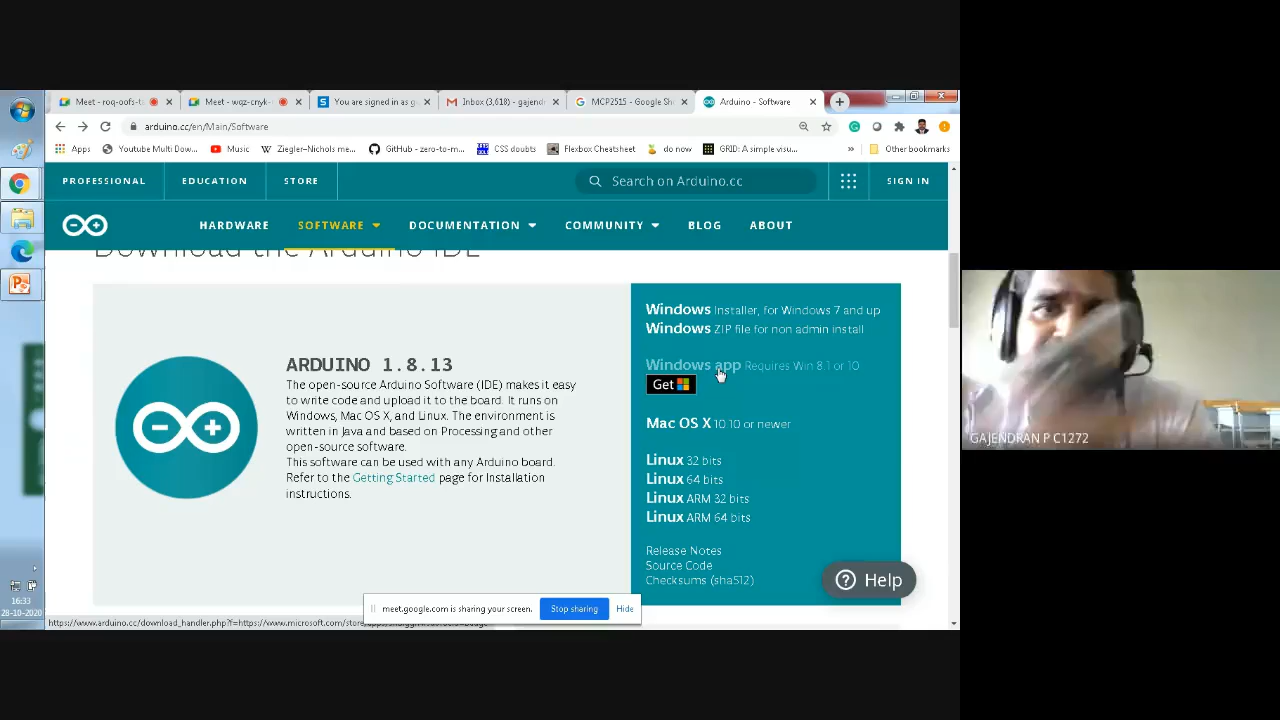 Meet - roq-oofs-t
Meet - wqz-cnyk-
You are signed in as g
Inbox (3,618) - gajend
MCP2515 - Google Sh
Arduino - Software
arduino.cc/en/Main/Software
Apps
Youtube Multi Dow...
Music
Ziegler–Nichols me...
GitHub - zero-to-m...
CSS doubts
Flexbox Cheatsheet
do now
GRID: A simple visu...
»
Other bookmarks
PROFESSIONAL
EDUCATION
STORE
Search on Arduino.cc
SIGN IN
HARDWARE
SOFTWARE
DOCUMENTATION
COMMUNITY
BLOG
ABOUT
Download the Arduino IDE
ARDUINO 1.8.13
The open-source Arduino Software (IDE) makes it easy
to write code and upload it to the board. It runs on
Windows, Mac OS X, and Linux. The environment is
written in Java and based on Processing and other
open-source software.
This software can be used with any Arduino board.
Refer to the Getting Started page for Installation
instructions.
Windows Installer, for Windows 7 and up
Windows ZIP file for non admin install
Windows app Requires Win 8.1 or 10
Get
Mac OS X 10.10 or newer
Linux 32 bits
Linux 64 bits
Linux ARM 32 bits
Linux ARM 64 bits
Release Notes
Source Code
Checksums (sha512)
Help
meet.google.com is sharing your screen.
Stop sharing
Hide
16:33
28-10-2020
GAJENDRAN P C1272